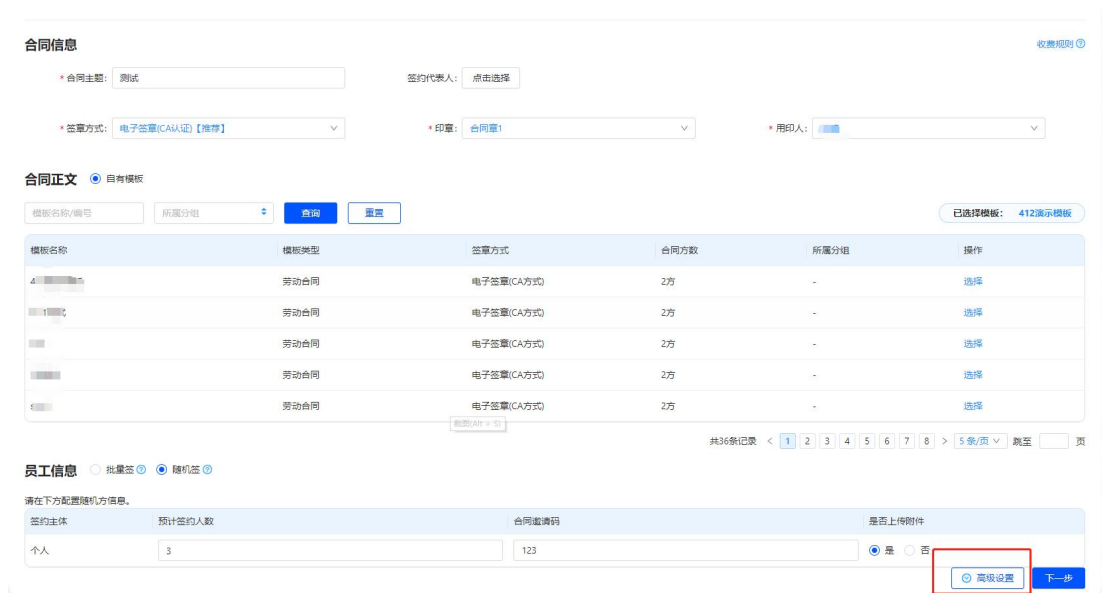 合同信息 收费规则
* 合同主题: 测试 签约代表人: 点击选择
* 签章方式: 电子签章(CA认证)【推荐】 * 印章: 合同章1 * 用印人:
合同正文 自有模板
模板名称/编号 所属分组 查询 重置 已选择模板: 412演示模板
模板名称 模板类型 签章方式 合同方数 所属分组 操作
劳动合同 电子签章(CA方式) 2方 - 选择
劳动合同 电子签章(CA方式) 2方 - 选择
劳动合同 电子签章(CA方式) 2方 - 选择
劳动合同 电子签章(CA方式) 2方 - 选择
劳动合同 电子签章(CA方式) 2方 - 选择
截图(Alt + S)
共36条记录 < 1 2 3 4 5 6 7 8 > 5 条/页 跳至 页
员工信息 批量签 随机签
请在下方配置随机方信息。
签约主体 预计签约人数 合同邀请码 是否上传附件
个人 3 123 是 否
高级设置 下一步